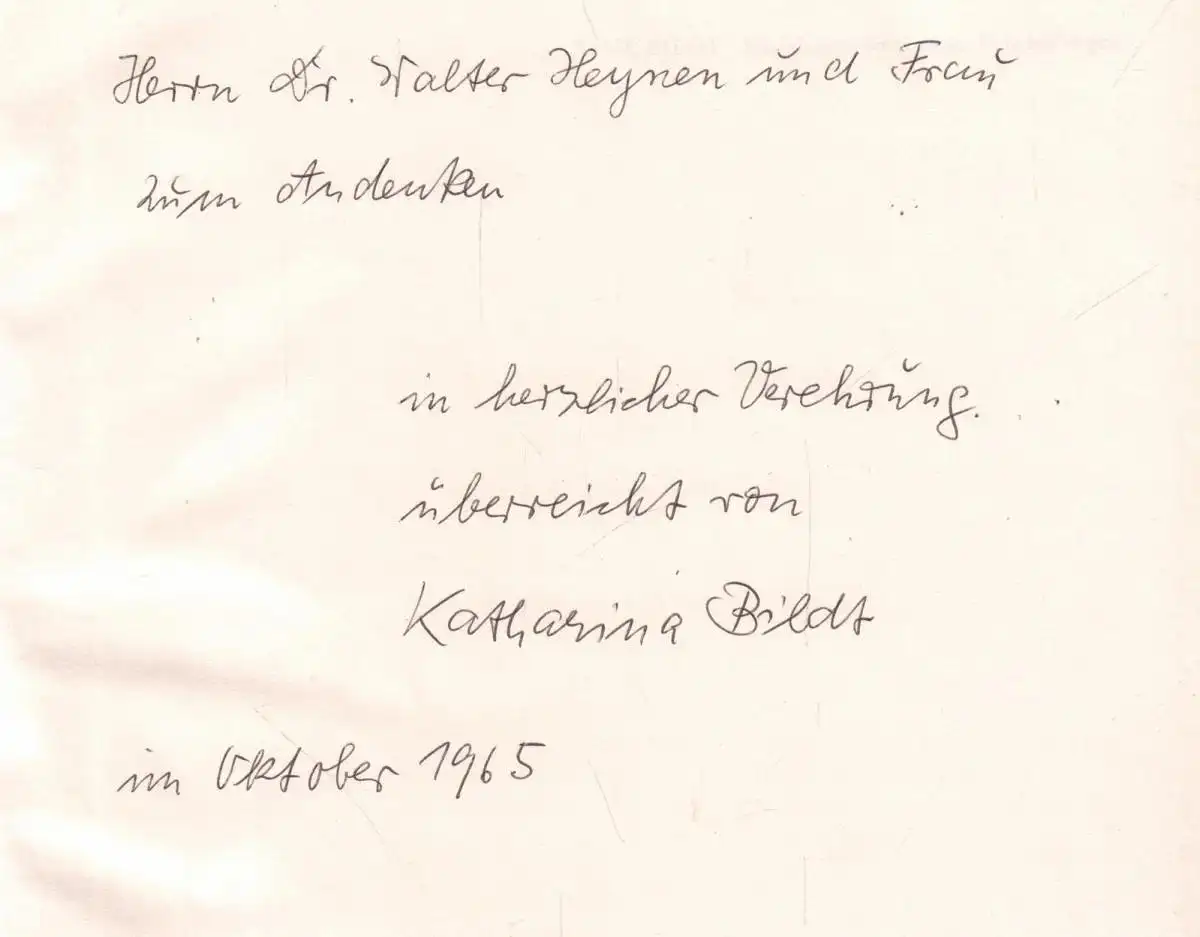 Herrn Dr. Walter Heynen und Frau
zum Andenken
in herzlicher Verehrung.
überreicht von
Katharina Bildt
im Oktober 1965